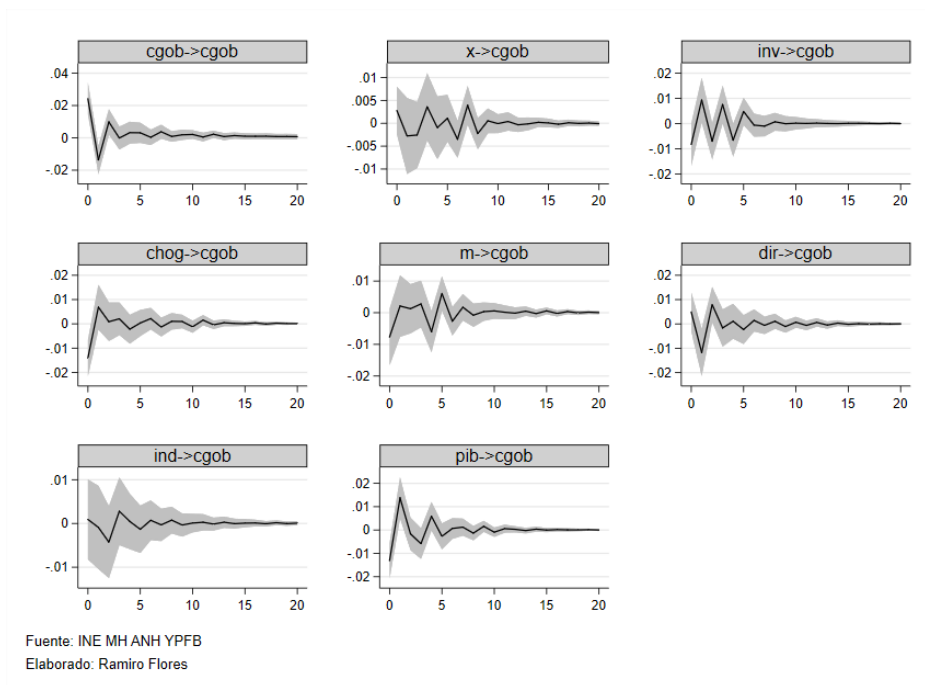 cgob->cgob
x->cgob
inv->cgob
.04
.02
0
-.02
0 5 10 15 20
.01
.005
0
-.005
-.01
0 5 10 15 20
.02
.01
0
-.01
-.02
0 5 10 15 20
chog->cgob
m->cgob
dir->cgob
.02
.01
0
-.01
-.02
0 5 10 15 20
.01
0
-.01
-.02
0 5 10 15 20
.02
.01
0
-.01
-.02
0 5 10 15 20
ind->cgob
pib->cgob
.01
0
-.01
0 5 10 15 20
.02
.01
0
-.01
-.02
0 5 10 15 20
Fuente: INE MH ANH YPFB
Elaborado: Ramiro Flores